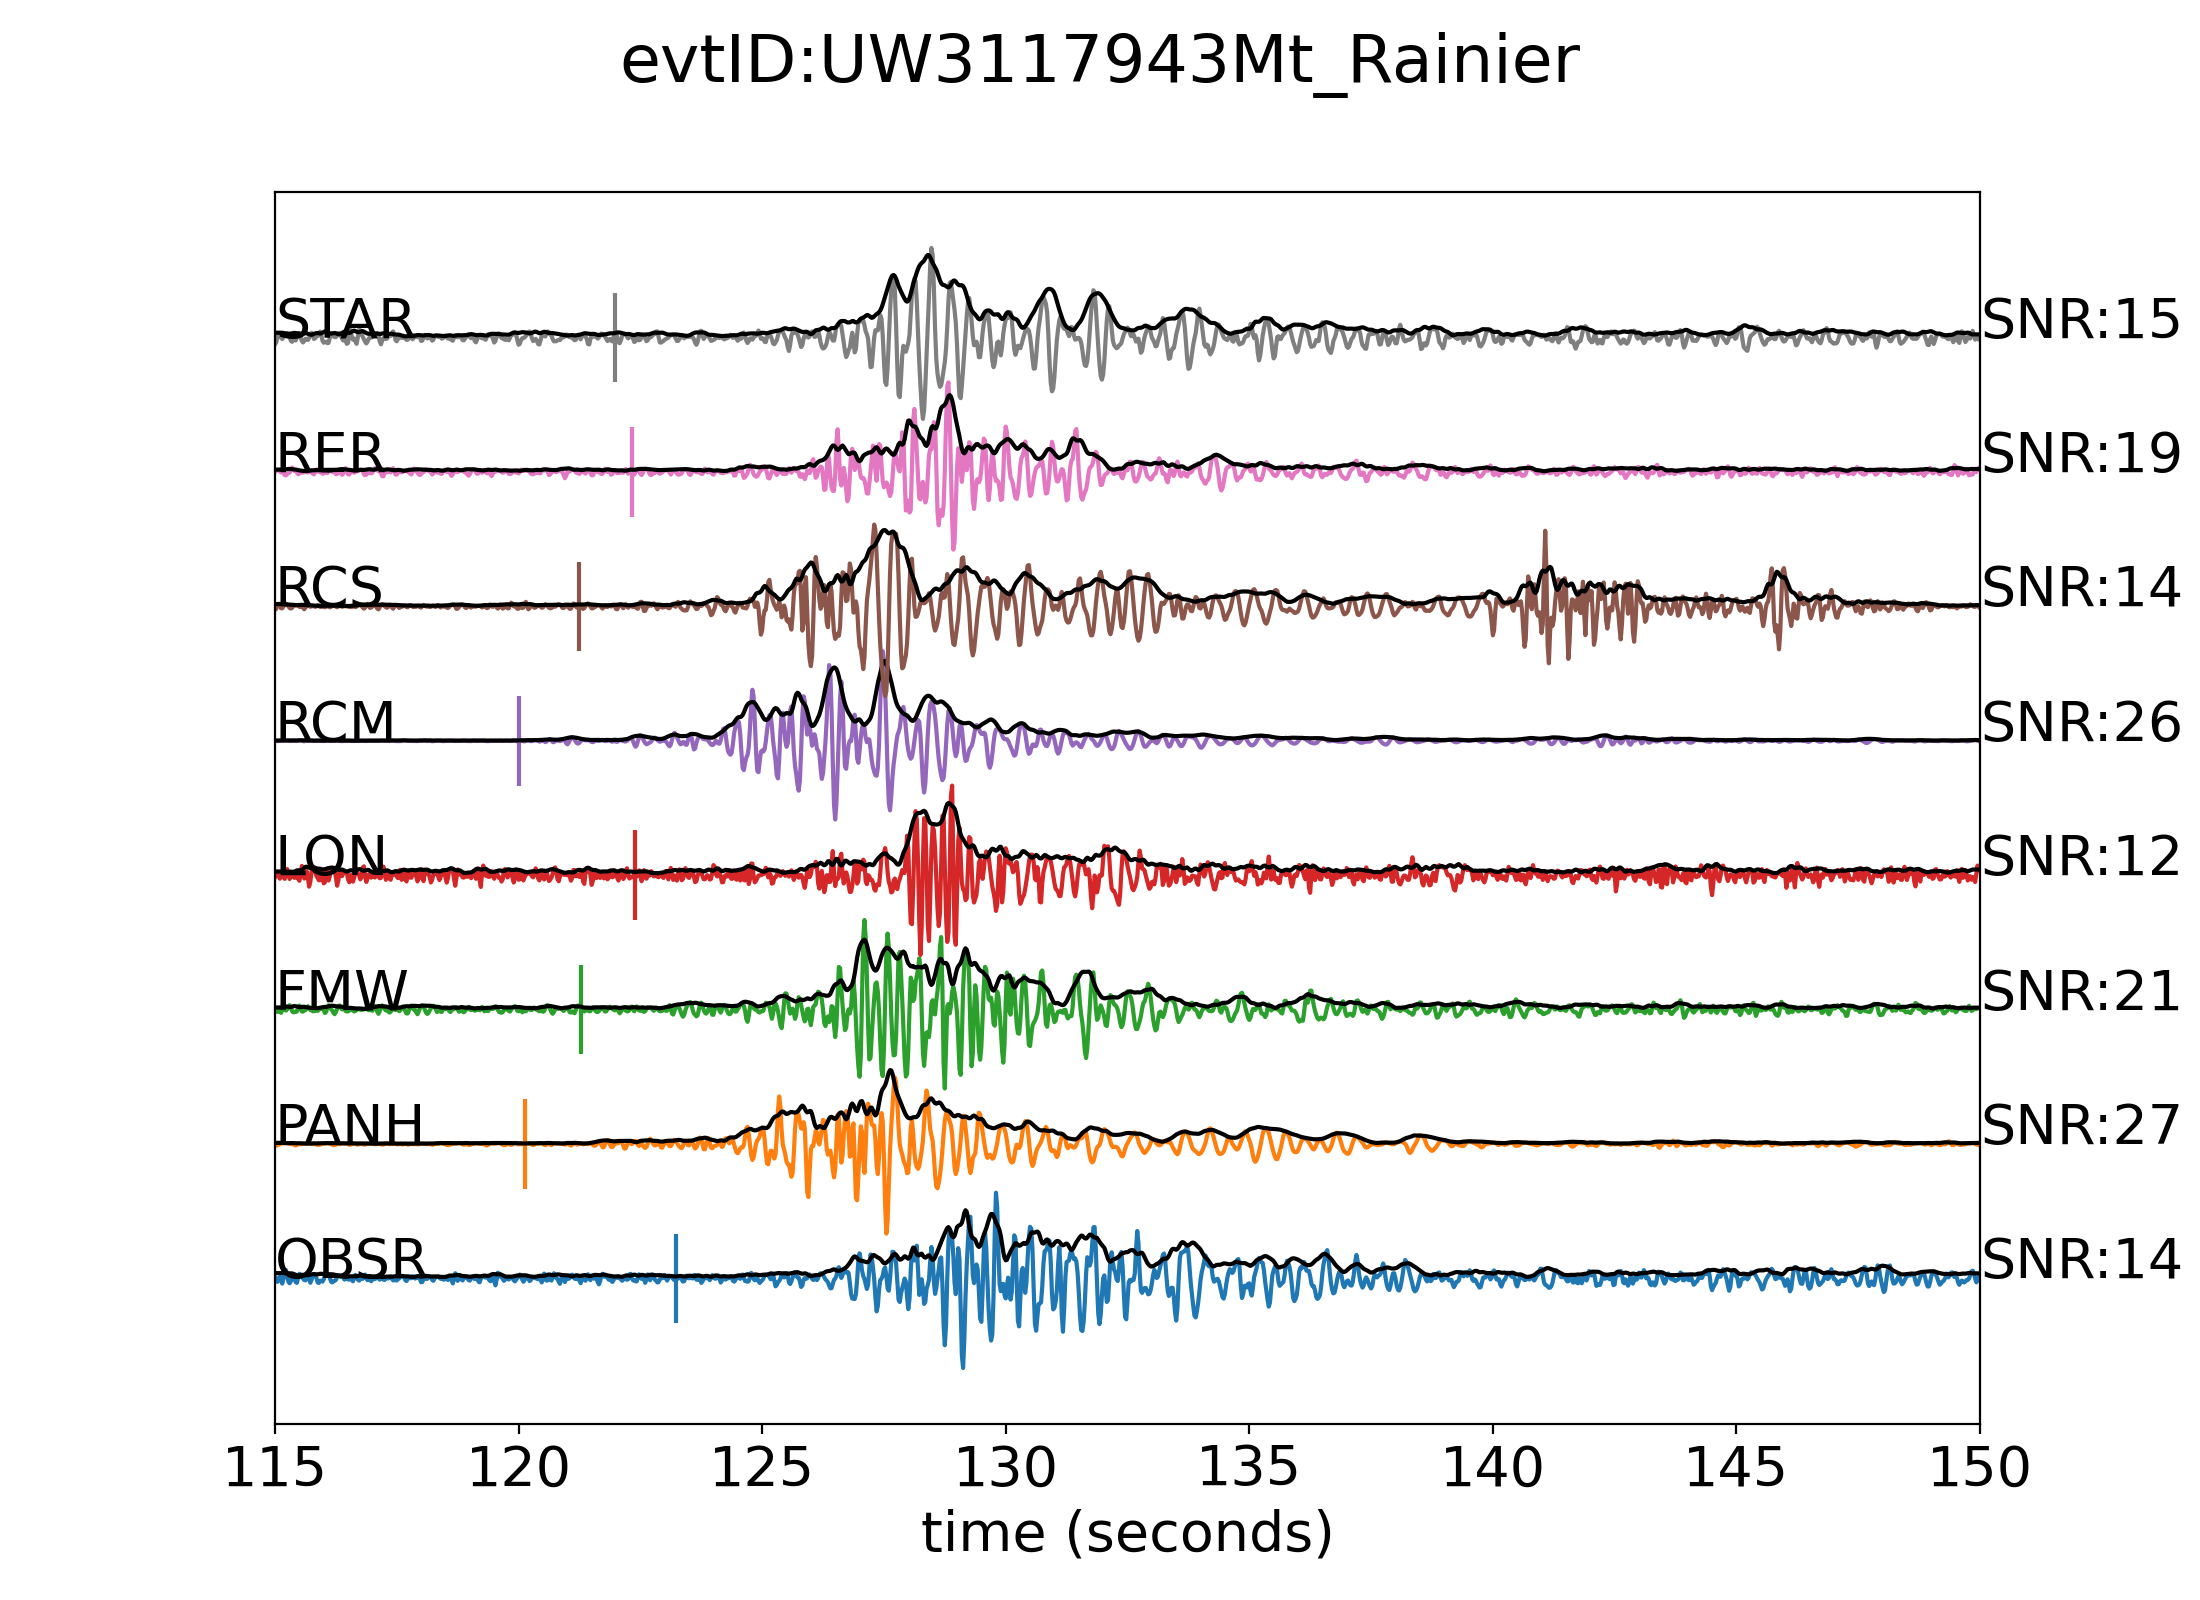 evtID:UW3117943Mt_Rainier
STAR SNR:15
RER SNR:19
RCS SNR:14
RCM SNR:26
LON SNR:12
FMW SNR:21
PANH SNR:27
OBSR SNR:14
115 120 125 130 135 140 145 150
time (seconds)